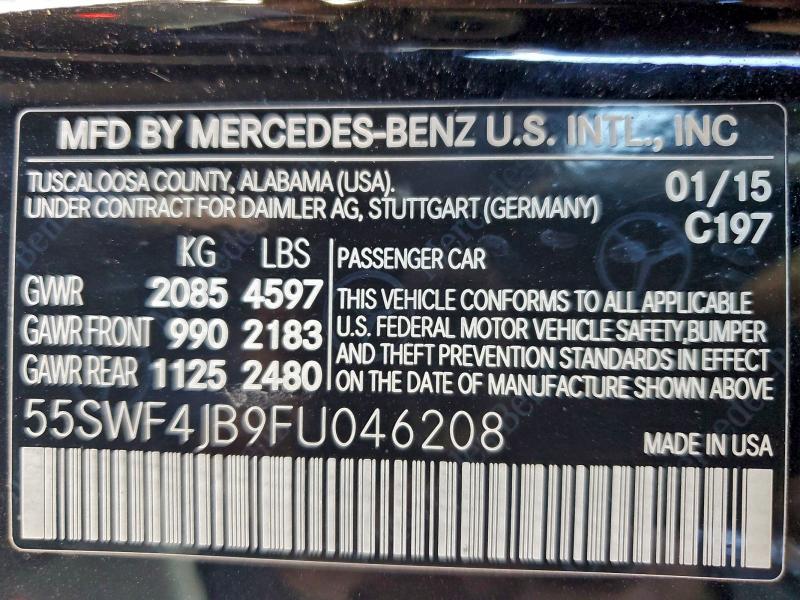 MFD BY MERCEDES-BENZ U.S. INTL., INC
TUSCALOOSA COUNTY, ALABAMA (USA).
UNDER CONTRACT FOR DAIMLER AG, STUTTGART (GERMANY)
01/15
C197
KG LBS
GVWR 2085 4597
GAWR FRONT 990 2183
GAWR REAR 1125 2480
PASSENGER CAR
THIS VEHICLE CONFORMS TO ALL APPLICABLE
U.S. FEDERAL MOTOR VEHICLE SAFETY,BUMPER
AND THEFT PREVENTION STANDARDS IN EFFECT
ON THE DATE OF MANUFACTURE SHOWN ABOVE
55SWF4JB9FU046208
MADE IN USA